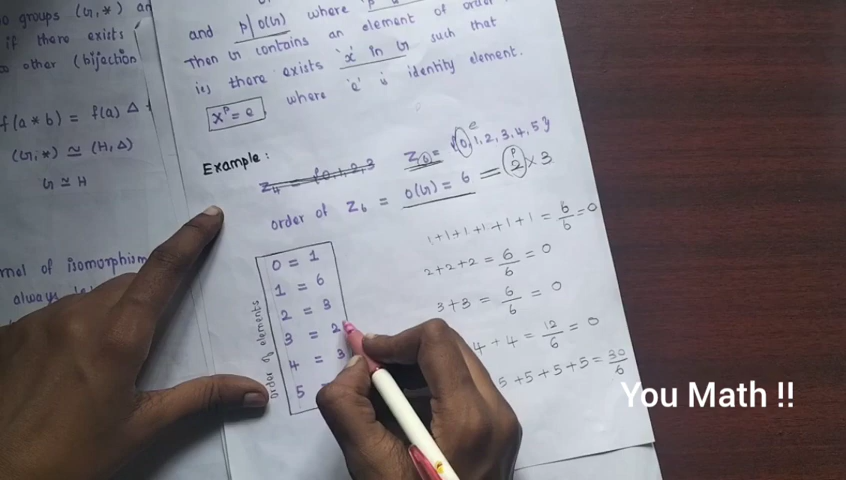 o groups (G, *) an
if there exists
o other (bijection
f(a * b) = f(a) Δ
(G, *) ≅ (H, Δ)
G ≅ H
of isomorphism
always
and p|o(G) where p
Then G contains an element of order
ie, there exists 'x' in G such that
x^p = e, where 'e' is identity element.
Example:
Z4 = {0,1,2,3
Z6 = {0,1,2,3,4,5}
e
order of Z6 = o(G) = 6 = 2 × 3
p
1+1+1+1+1+1 = 6/6 = 0
2+2+2 = 6/6 = 0
3+3 = 6/6 = 0
4 + 4 = 12/6 = 0
5 +5 +5 +5 = 30/6
order of elements
0 = 1
1 = 6
2 = 3
3 = 2
4 = 3
5
You Math !!